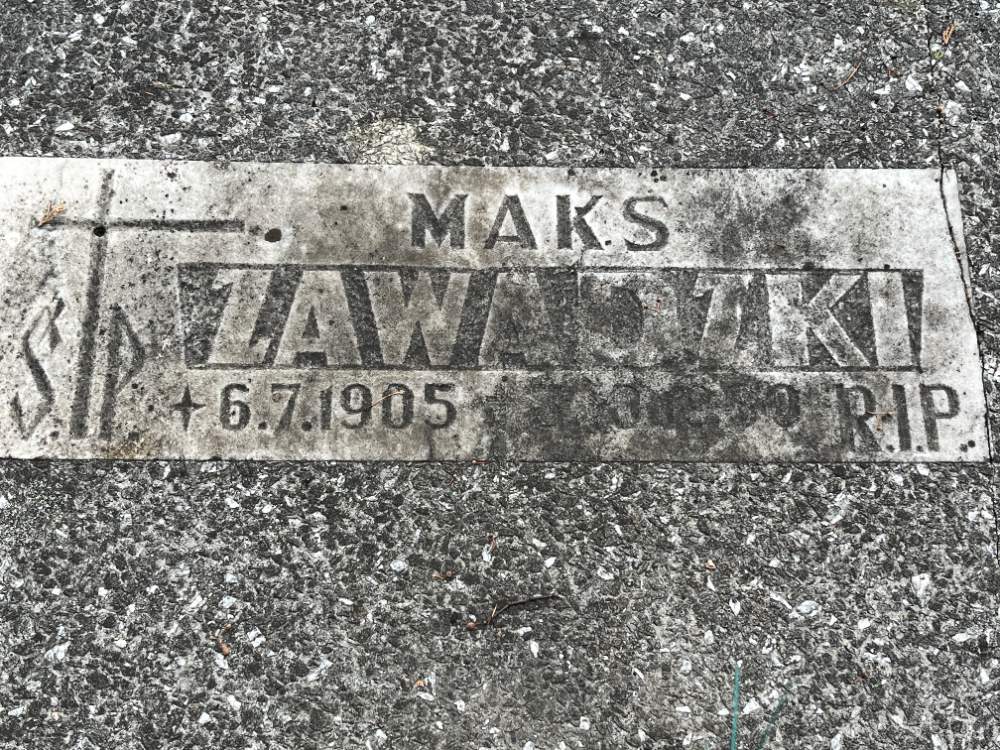 MAKS
ZAWADZKI
Ś P
6.7.1905
R.I.P